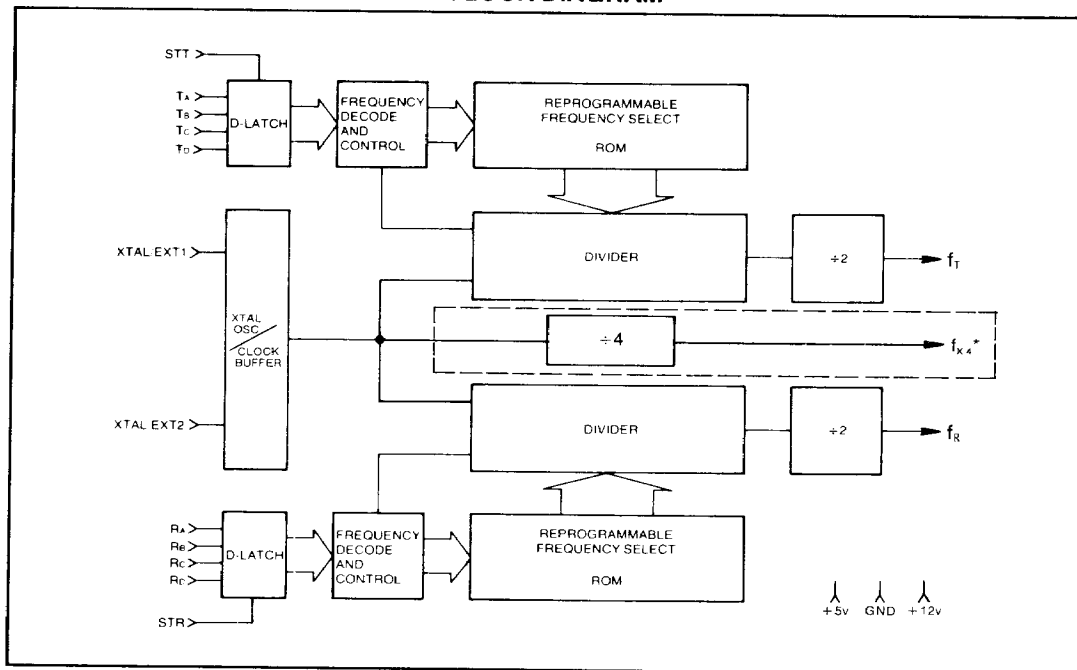 BLOCK DIAGRAM
STT
TA
TB
TC
TD
D-LATCH
FREQUENCY
DECODE
AND
CONTROL
REPROGRAMMABLE
FREQUENCY SELECT
ROM
XTAL/EXT1
XTAL
OSC
CLOCK
BUFFER
XTAL/EXT2
DIVIDER
÷2
fT
÷4
fX4*
DIVIDER
÷2
fR
RA
RB
RC
RD
D-LATCH
STR
FREQUENCY
DECODE
AND
CONTROL
REPROGRAMMABLE
FREQUENCY SELECT
ROM
+5v GND +12v